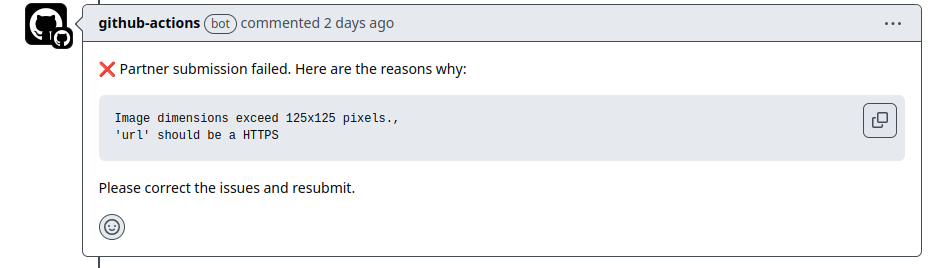 github-actions bot commented 2 days ago
❌ Partner submission failed. Here are the reasons why:
Image dimensions exceed 125x125 pixels.,
'url' should be a HTTPS
Please correct the issues and resubmit.